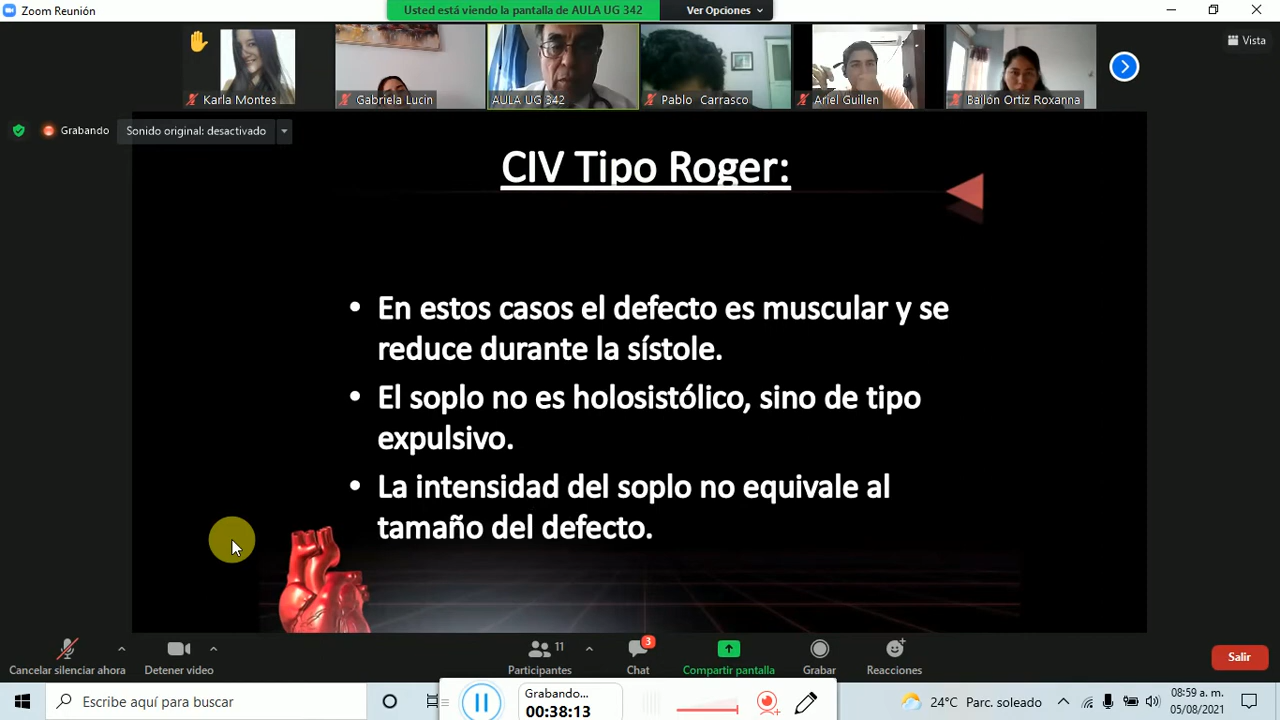 Zoom Reunión
Usted está viendo la pantalla de AULA UG 342
Ver Opciones
Vista
Karla Montes
Gabriela Lucin
AULA UG 342
Pablo Carrasco
Ariel Guillen
Bailón Ortiz Roxanna
Grabando
Sonido original: desactivado
CIV Tipo Roger:
• En estos casos el defecto es muscular y se
reduce durante la sístole.
• El soplo no es holosistólico, sino de tipo
expulsivo.
• La intensidad del soplo no equivale al
tamaño del defecto.
Cancelar silenciar ahora
Detener video
11
Participantes
3
Chat
Compartir pantalla
Grabar
Reacciones
Salir
Escribe aquí para buscar
Grabando...
00:38:13
24°C Parc. soleado
08:59 a. m.
05/08/2021